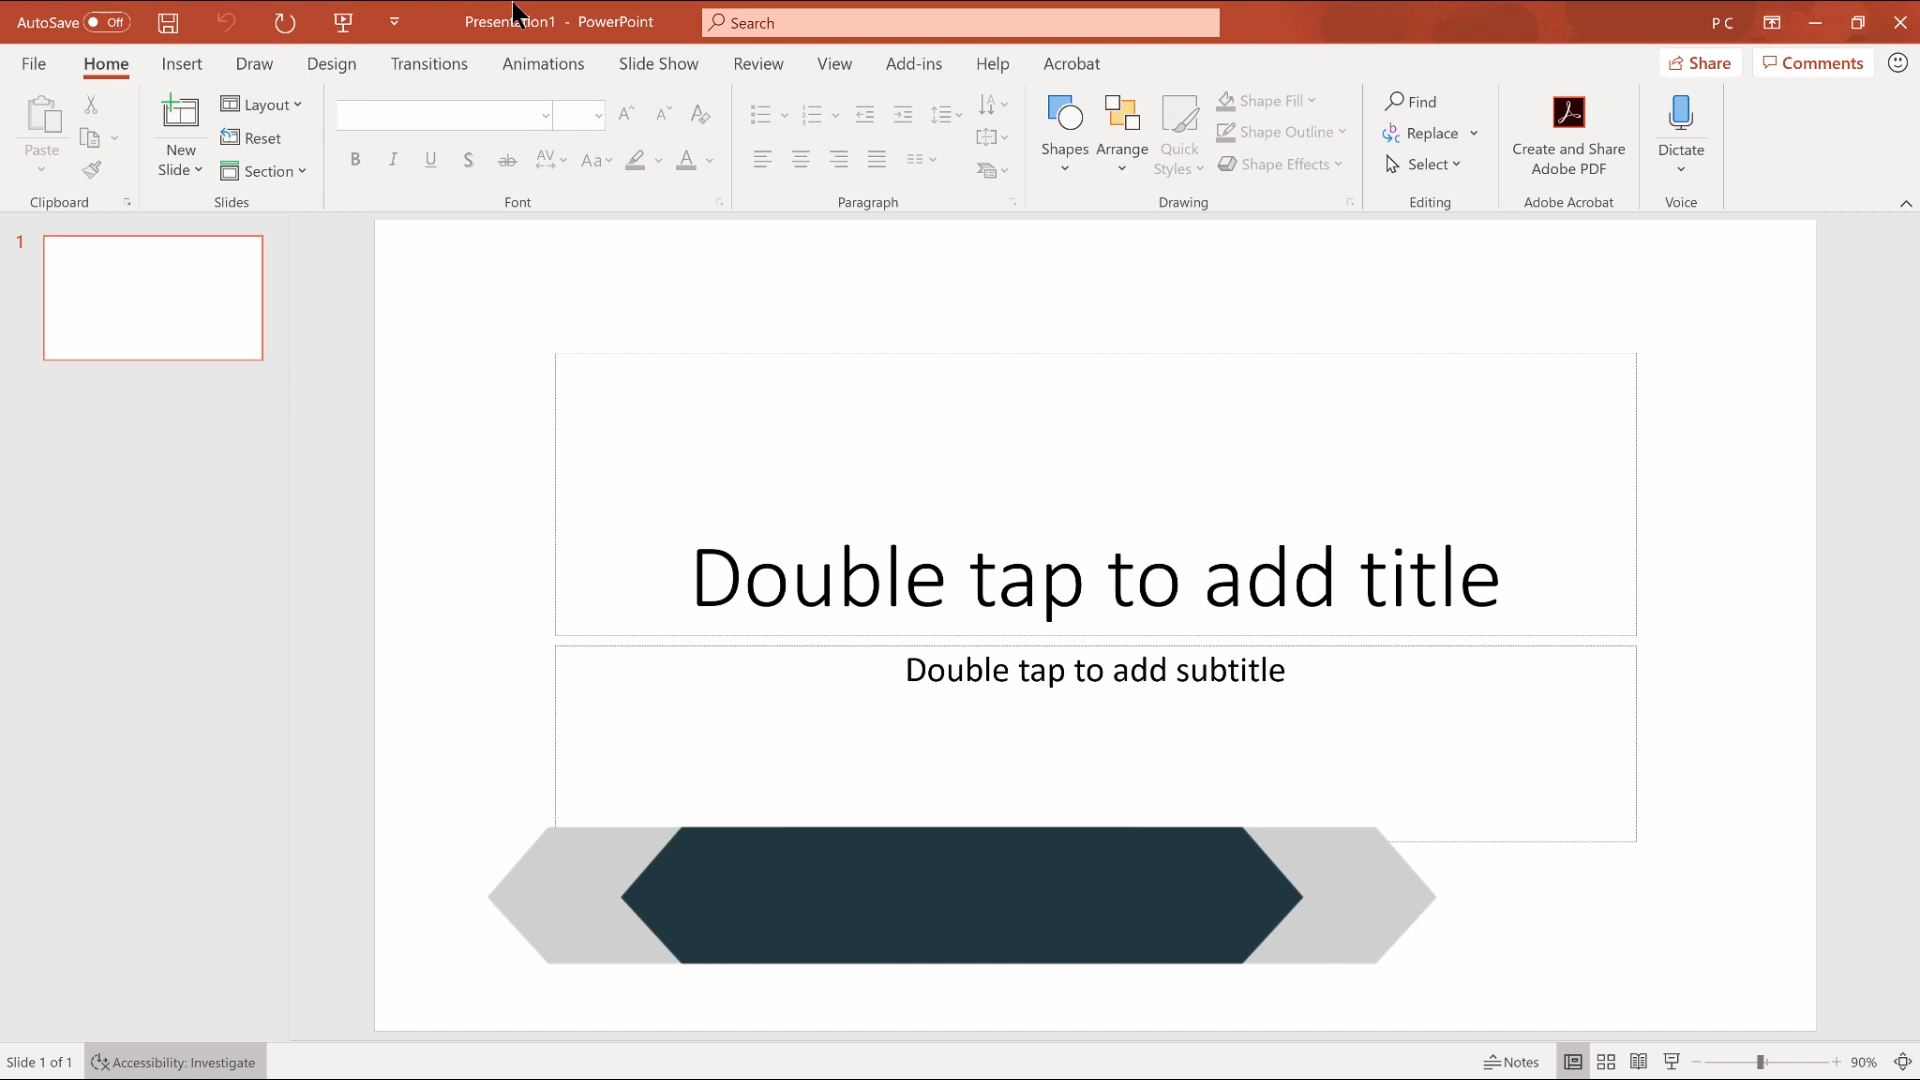 AutoSave Off
Presentation1 - PowerPoint
Search
P C
File Home Insert Draw Design Transitions Animations Slide Show Review View Add-ins Help Acrobat
Share Comments
Paste
Clipboard
New
Slide
Layout
Reset
Section
Slides
B I U S ab AV Aa A
Font
Paragraph
Shapes Arrange Quick
Styles
Shape Fill
Shape Outline
Shape Effects
Drawing
Find
Replace
Select
Editing
Create and Share
Adobe PDF
Adobe Acrobat
Dictate
Voice
1
Double tap to add title
Double tap to add subtitle
Slide 1 of 1 Accessibility: Investigate
Notes 90%